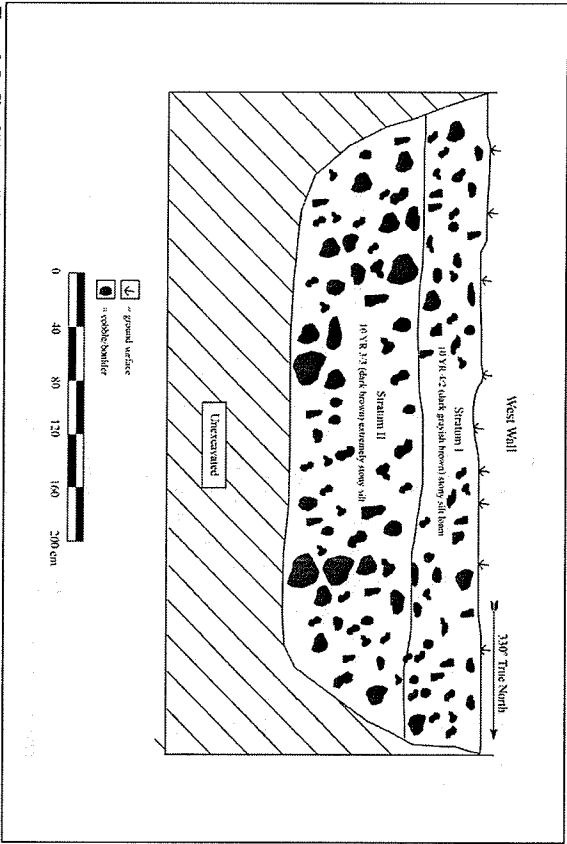 West Wall
330° True North
Stratum I
10 YR 4/2 (dark grayish brown) stony silt loam
Stratum II
10 YR 3/3 (dark brown) extremely stony silt
Unexcavated
= ground surface
= cobble/boulder
0 40 80 120 160 200 cm